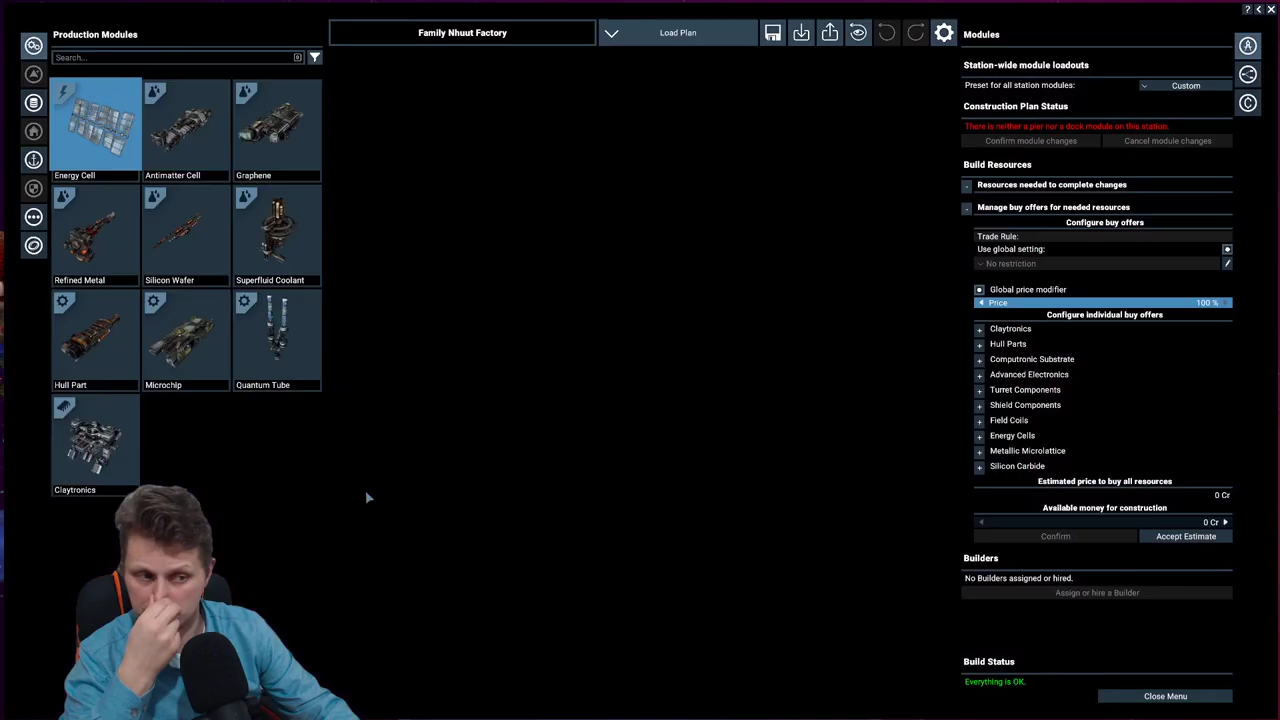 Production Modules
Search...
Energy Cell
Antimatter Cell
Graphene
Refined Metal
Silicon Wafer
Superfluid Coolant
Hull Part
Microchip
Quantum Tube
Claytronics
Family Nhuut Factory
Load Plan
?
Modules
Station-wide module loadouts
Preset for all station modules:
Custom
Construction Plan Status
There is neither a pier nor a dock module on this station.
Confirm module changes
Cancel module changes
Build Resources
- Resources needed to complete changes
- Manage buy offers for needed resources
Configure buy offers
Trade Rule:
Use global setting:
No restriction
Global price modifier
Price 100 %
Configure individual buy offers
+ Claytronics
+ Hull Parts
+ Computronic Substrate
+ Advanced Electronics
+ Turret Components
+ Shield Components
+ Field Coils
+ Energy Cells
+ Metallic Microlattice
+ Silicon Carbide
Estimated price to buy all resources
0 Cr
Available money for construction
0 Cr
Confirm
Accept Estimate
Builders
No Builders assigned or hired.
Assign or hire a Builder
Build Status
Everything is OK.
Close Menu